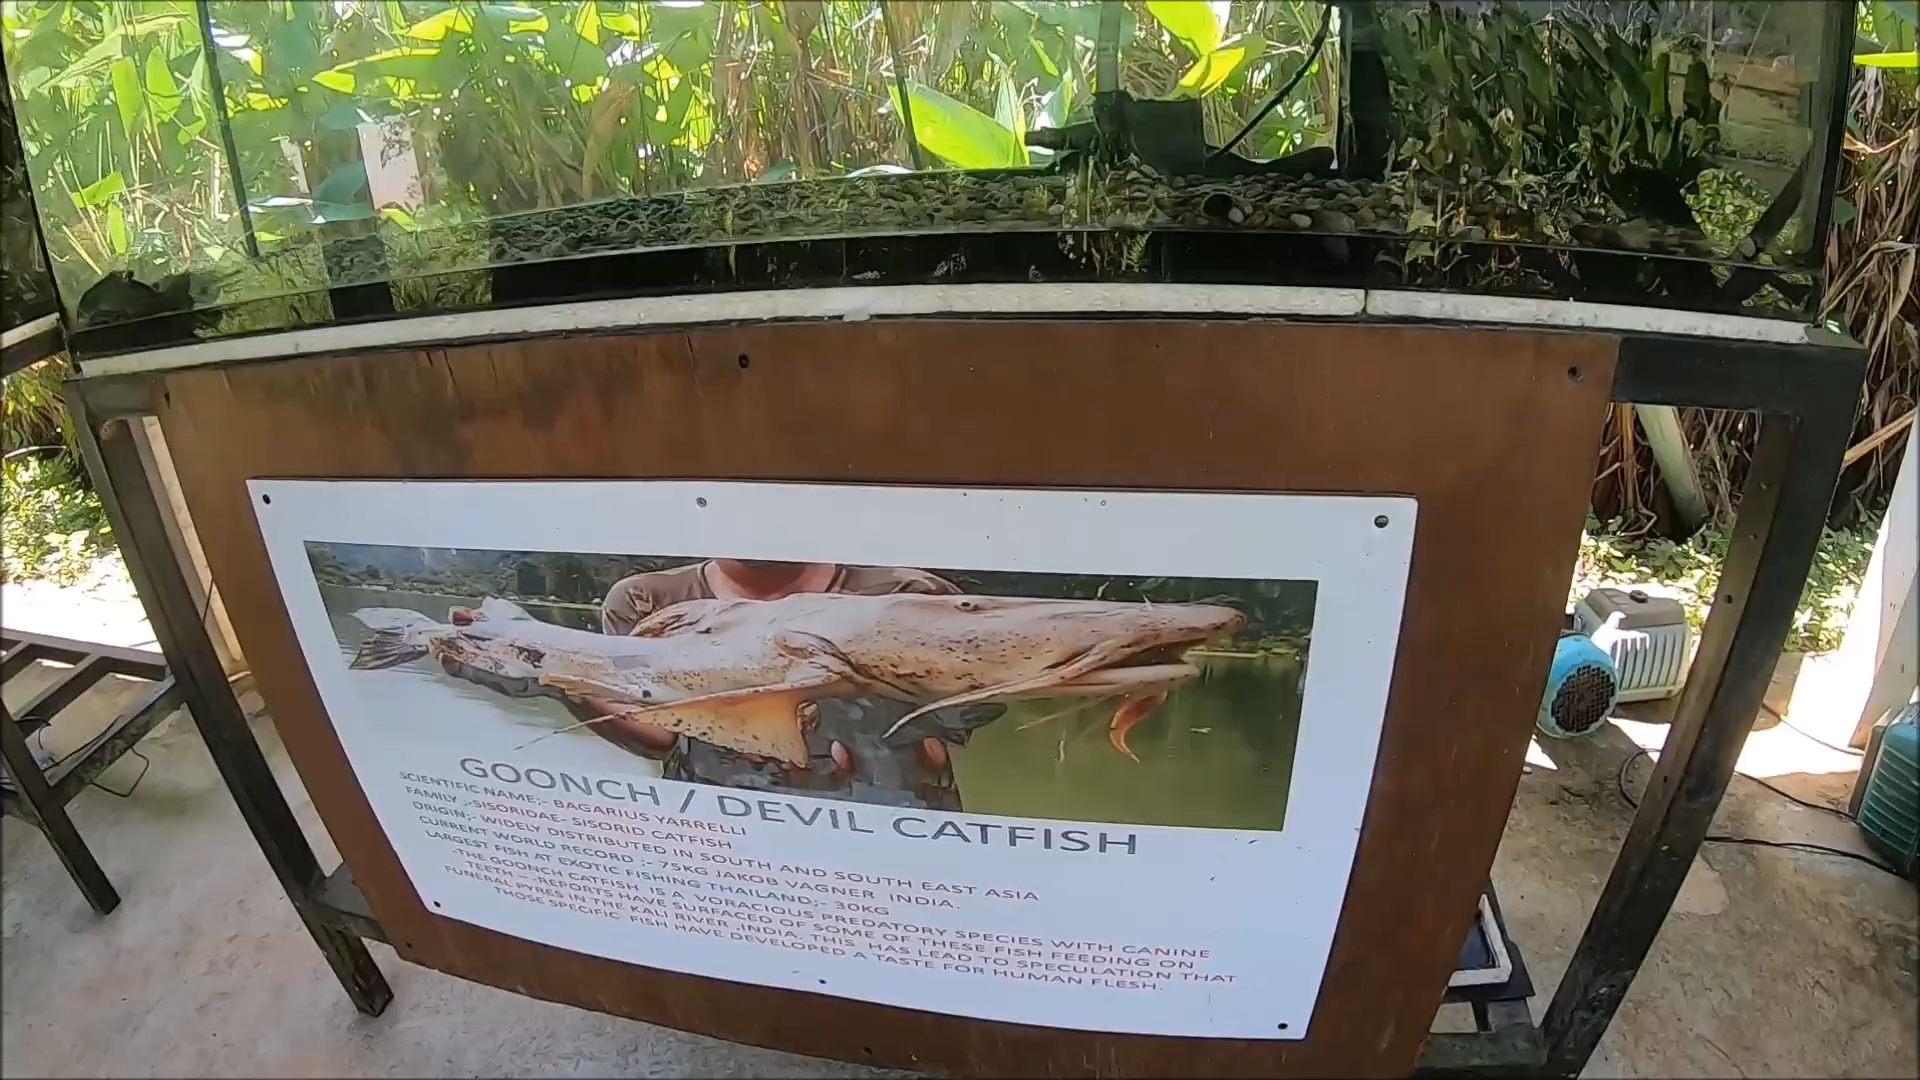 GOONCH / DEVIL CATFISH
SCIENTIFIC NAME;- BAGARIUS YARRELLI
FAMILY ;-SISORIDAE- SISORID CATFISH
ORIGIN;- WIDELY DISTRIBUTED IN SOUTH AND SOUTH EAST ASIA
CURRENT WORLD RECORD ;- 75KG JAKOB VAGNER INDIA.
LARGEST FISH AT EXOTIC FISHING THAILAND;- 30KG
-THE GOONCH CATFISH IS A VORACIOUS PREDATORY SPECIES WITH CANINE
TEETH – -REPORTS HAVE SURFACED OF SOME OF THESE FISH FEEDING ON
FUNERAL PYRES IN THE KALI RIVER ,INDIA. THIS HAS LEAD TO SPECULATION THAT
THOSE SPECIFIC FISH HAVE DEVELOPED A TASTE FOR HUMAN FLESH.